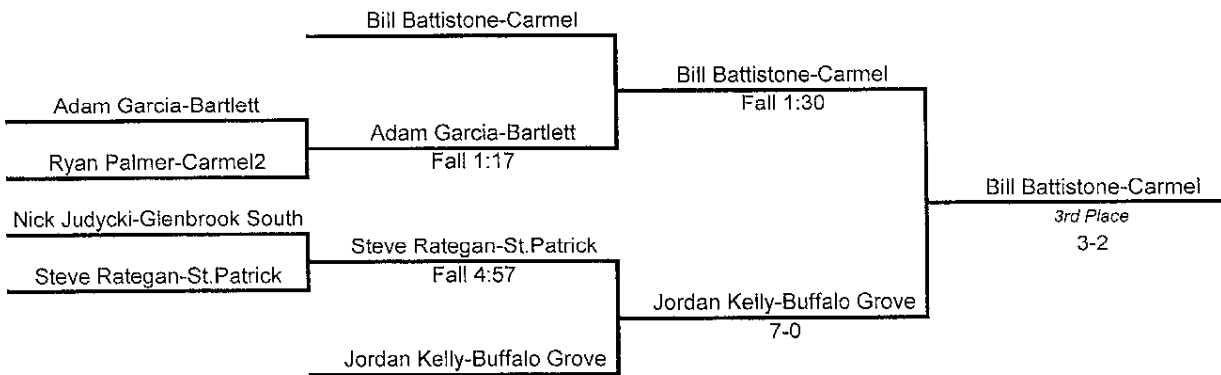 Bill Battistone-Carmel
Bill Battistone-Carmel
Fall 1:30
Adam Garcia-Bartlett
Adam Garcia-Bartlett
Fall 1:17
Ryan Palmer-Carmel2
Bill Battistone-Carmel
3rd Place
3-2
Nick Judycki-Glenbrook South
Steve Rategan-St.Patrick
Fall 4:57
Steve Rategan-St.Patrick
Jordan Kelly-Buffalo Grove
7-0
Jordan Kelly-Buffalo Grove